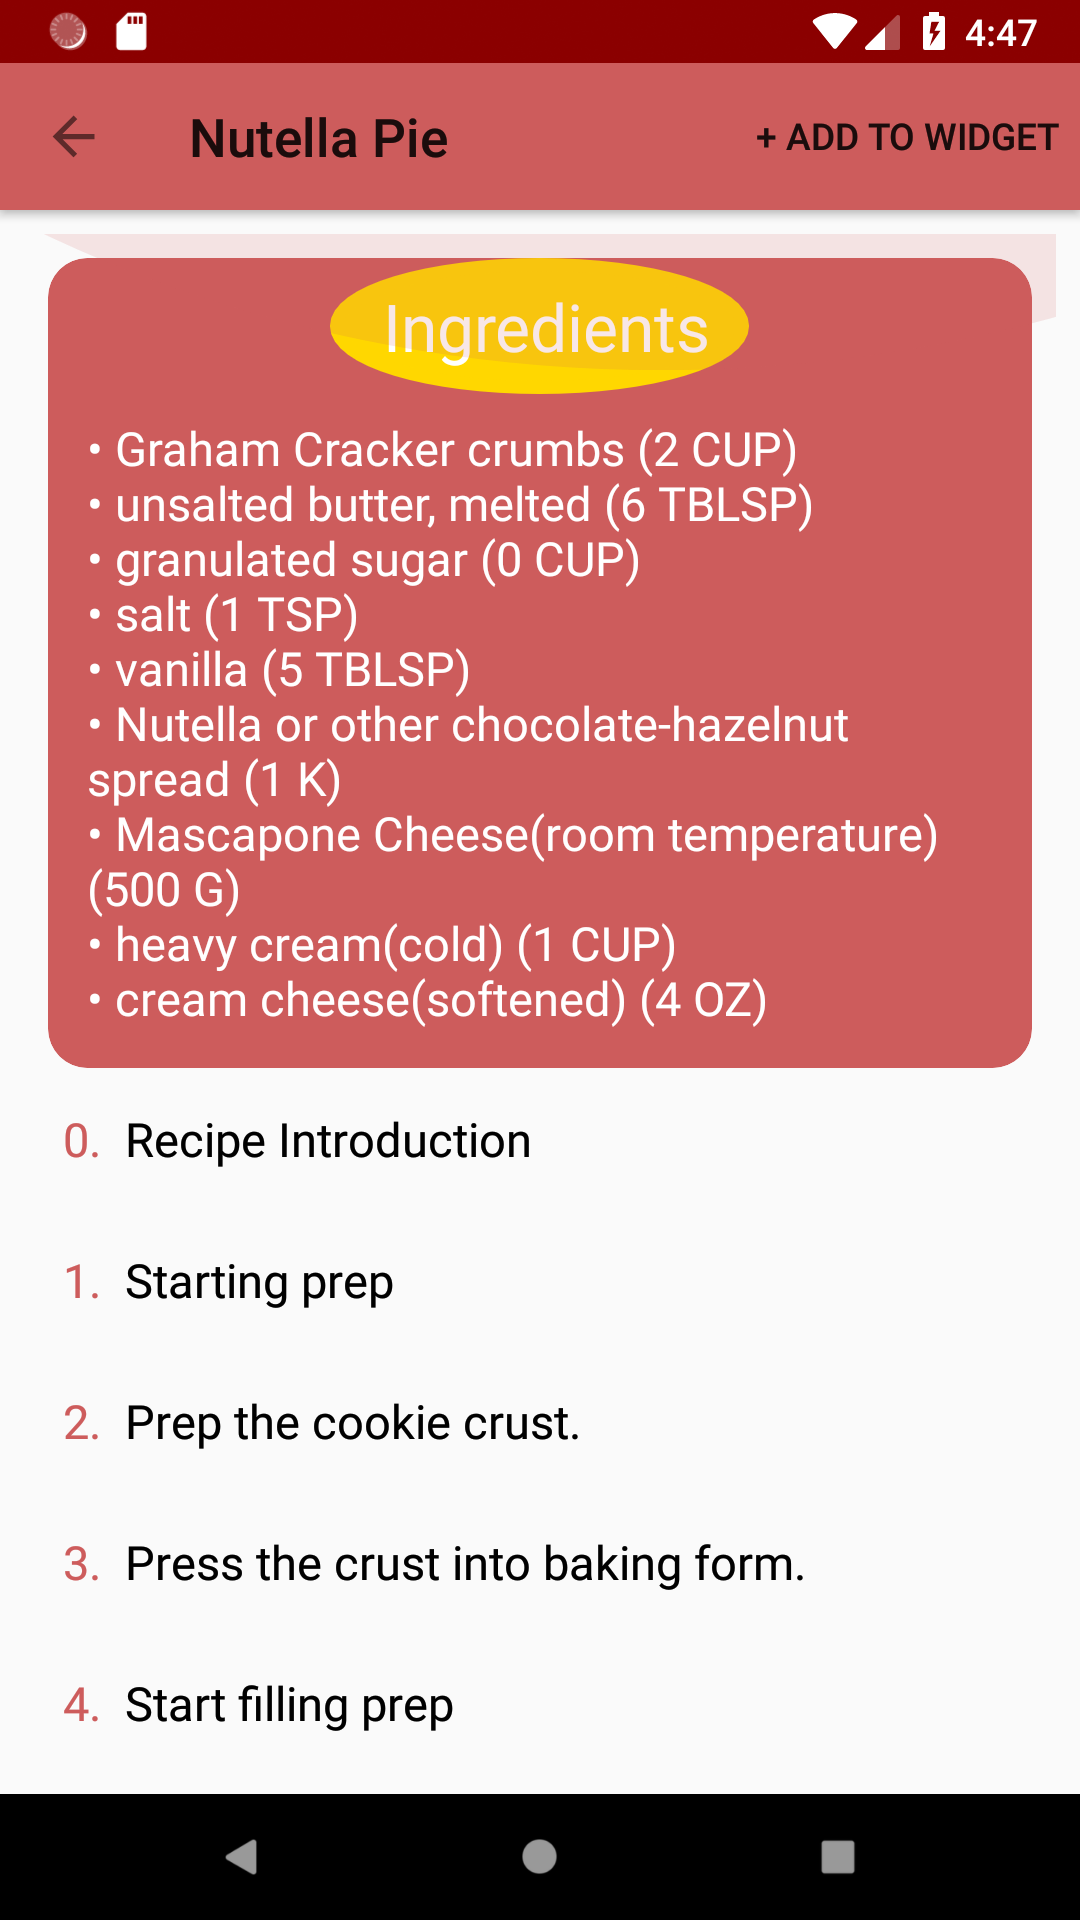 4:47
Nutella Pie
+ ADD TO WIDGET
Ingredients
• Graham Cracker crumbs (2 CUP)
• unsalted butter, melted (6 TBLSP)
• granulated sugar (0 CUP)
• salt (1 TSP)
• vanilla (5 TBLSP)
• Nutella or other chocolate-hazelnut
spread (1 K)
• Mascapone Cheese(room temperature)
(500 G)
• heavy cream(cold) (1 CUP)
• cream cheese(softened) (4 OZ)
0. Recipe Introduction
1. Starting prep
2. Prep the cookie crust.
3. Press the crust into baking form.
4. Start filling prep